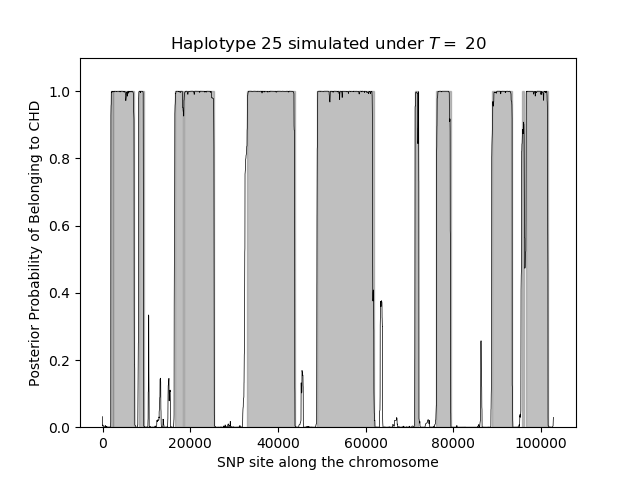 Haplotype 25 simulated under T = 20
Posterior Probability of Belonging to CHD
1.0
0.8
0.6
0.4
0.2
0.0
0 20000 40000 60000 80000 100000
SNP site along the chromosome